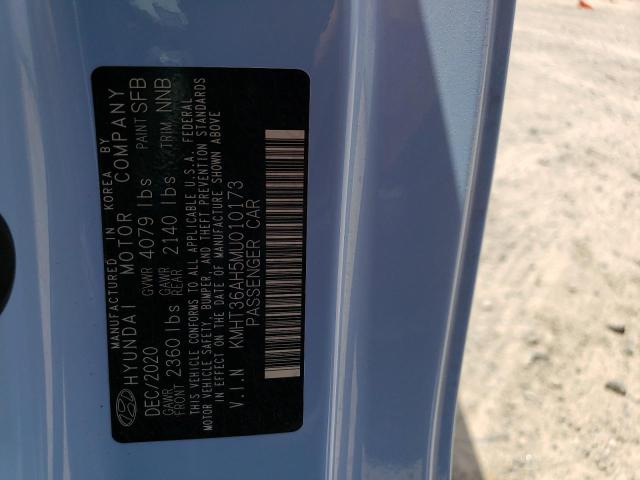 MANUFACTURED IN KOREA BY
HYUNDAI MOTOR COMPANY
DEC/2020 GVWR 4079 lbs PAINT SFB
GAWR FRONT 2360 lbs GAWR REAR 2140 lbs TRIM NNB
THIS VEHICLE CONFORMS TO ALL APPLICABLE U.S.A. FEDERAL
MOTOR VEHICLE SAFETY, BUMPER, AND THEFT PREVENTION STANDARDS
IN EFFECT ON THE DATE OF MANUFACTURE SHOWN ABOVE
V.I.N KMHT36AH5MU010173
PASSENGER CAR